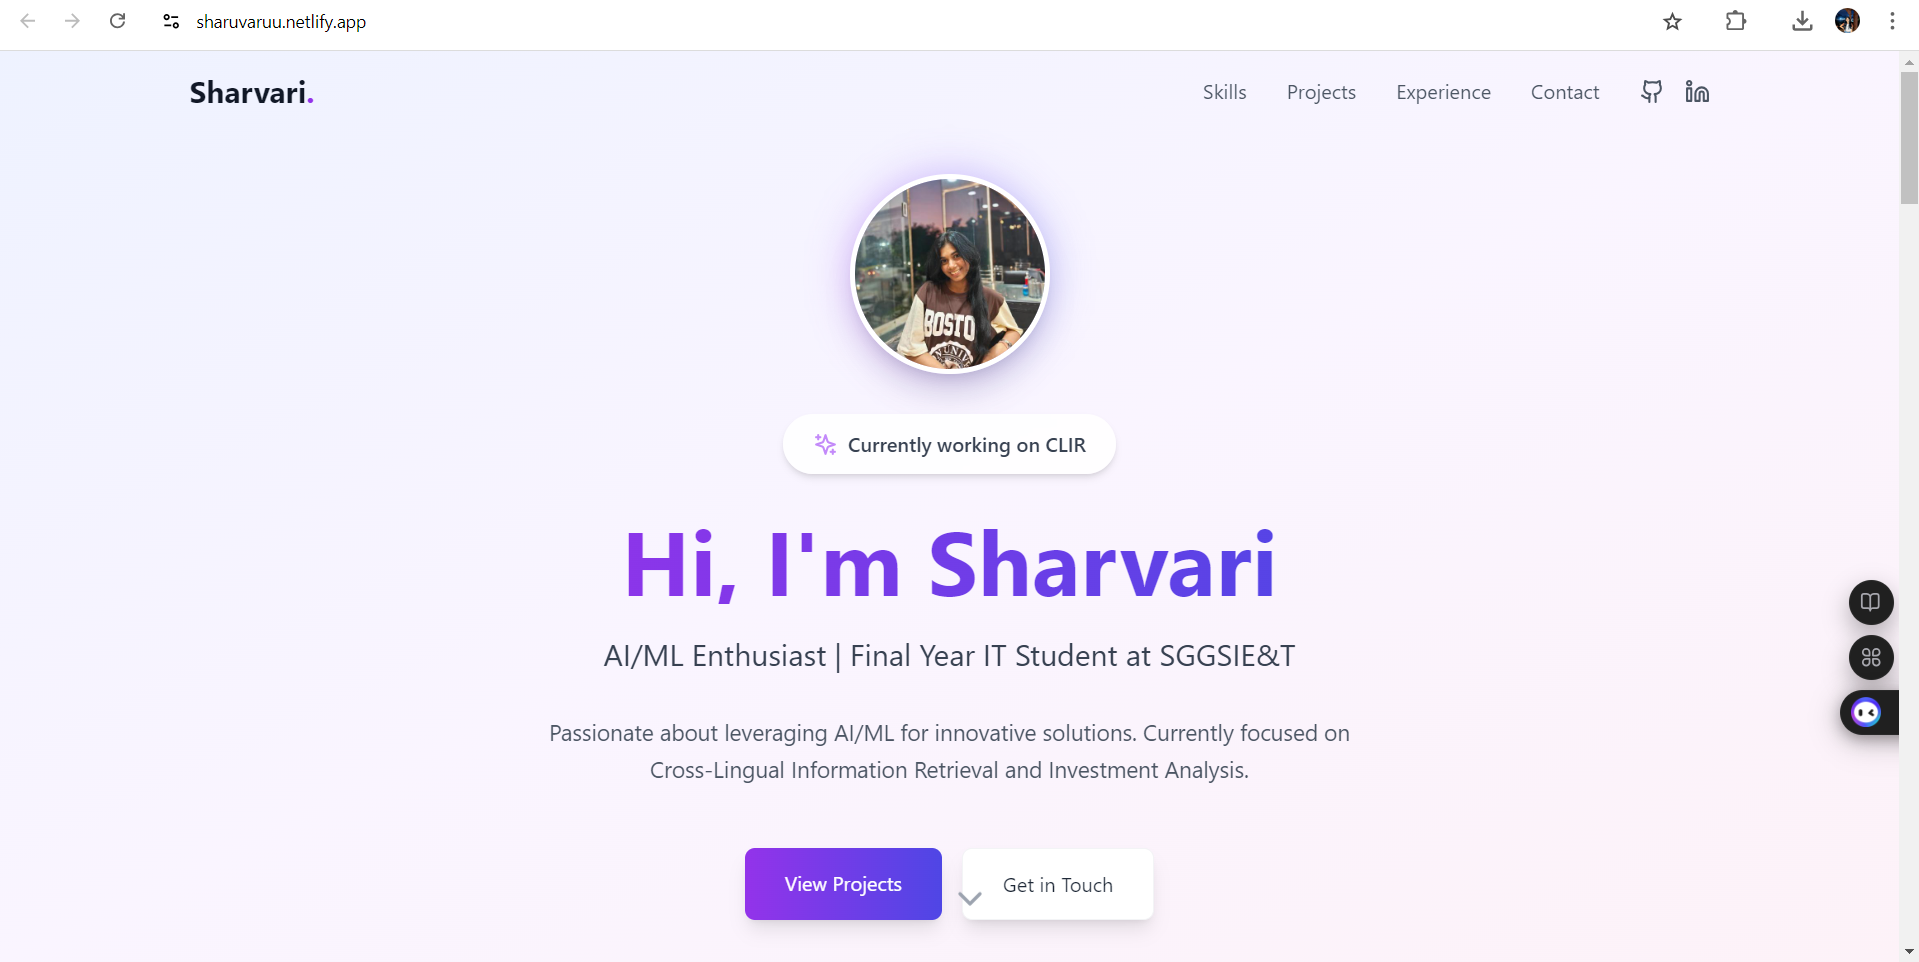 sharuvaruu.netlify.app
Sharvari.
Skills Projects Experience Contact
BOSTO
N UNIV
Currently working on CLIR
Hi, I'm Sharvari
AI/ML Enthusiast | Final Year IT Student at SGGSIE&T
Passionate about leveraging AI/ML for innovative solutions. Currently focused on
Cross-Lingual Information Retrieval and Investment Analysis.
View Projects
Get in Touch